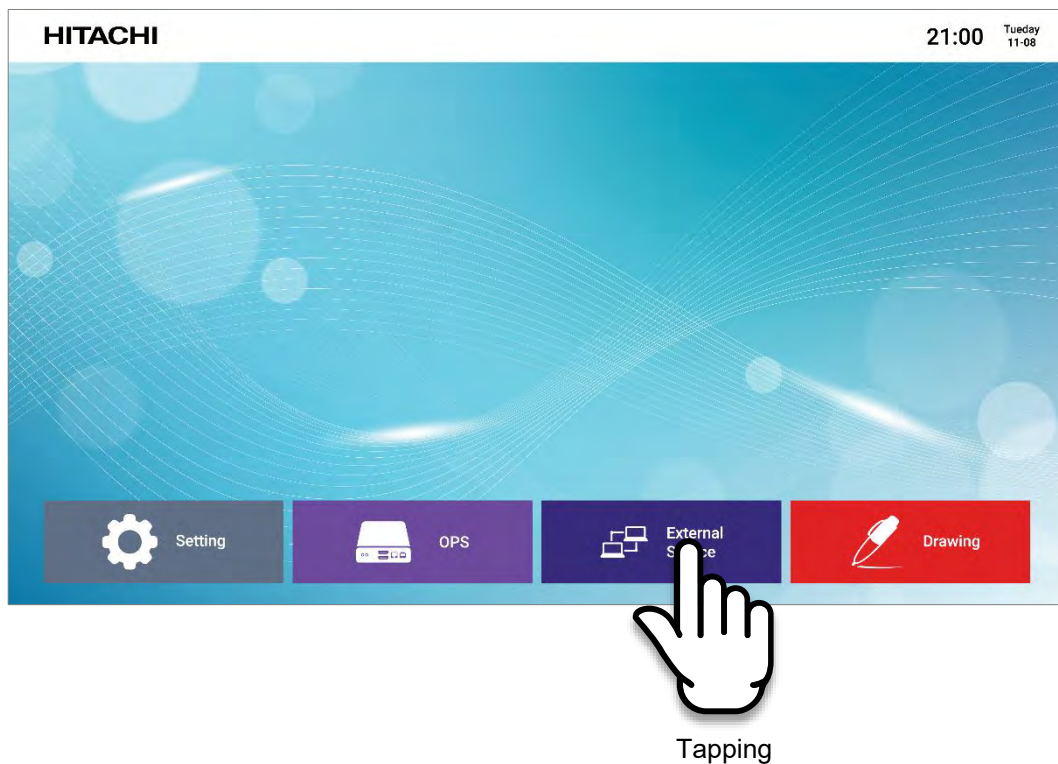 HITACHI
21:00
Tueday
11-08
Setting
OPS
External
Drawing
Tapping